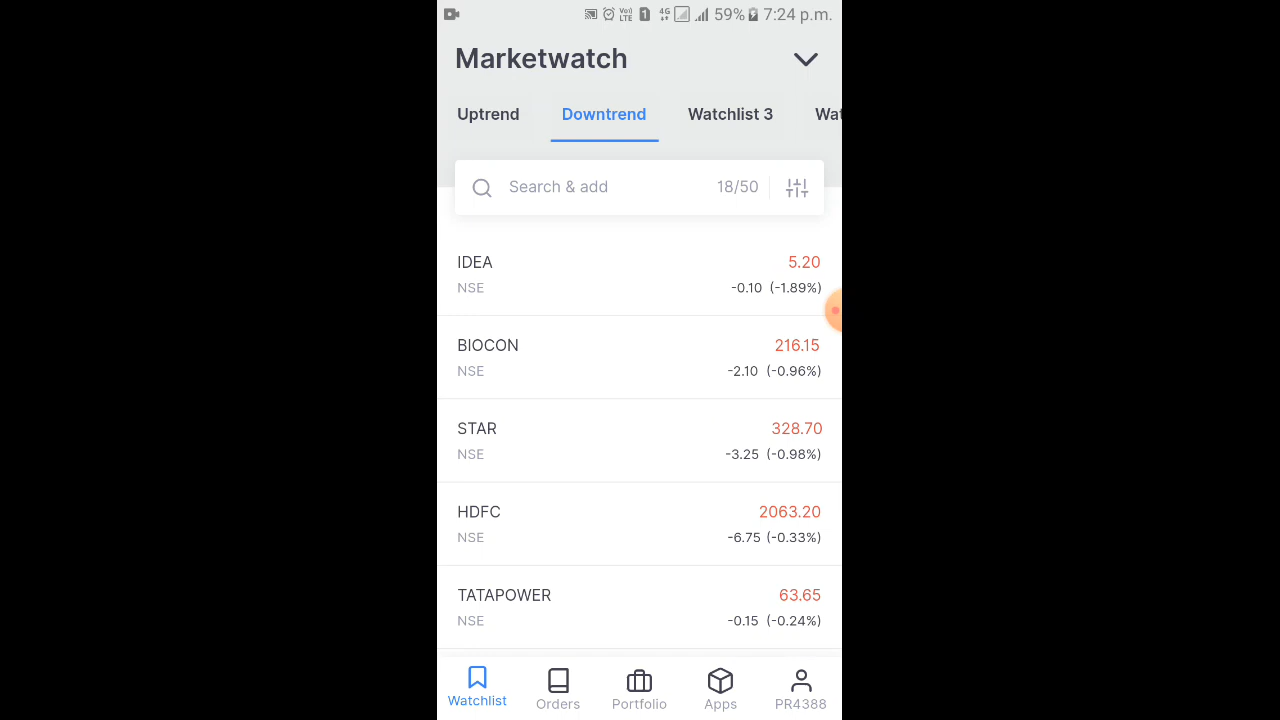 1 4G 59% 7:24 p.m.
Marketwatch
Uptrend Downtrend Watchlist 3 Wat
Search & add 18/50
IDEA 5.20
NSE -0.10 (-1.89%)
BIOCON 216.15
NSE -2.10 (-0.96%)
STAR 328.70
NSE -3.25 (-0.98%)
HDFC 2063.20
NSE -6.75 (-0.33%)
TATAPOWER 63.65
NSE -0.15 (-0.24%)
Watchlist Orders Portfolio Apps PR4388